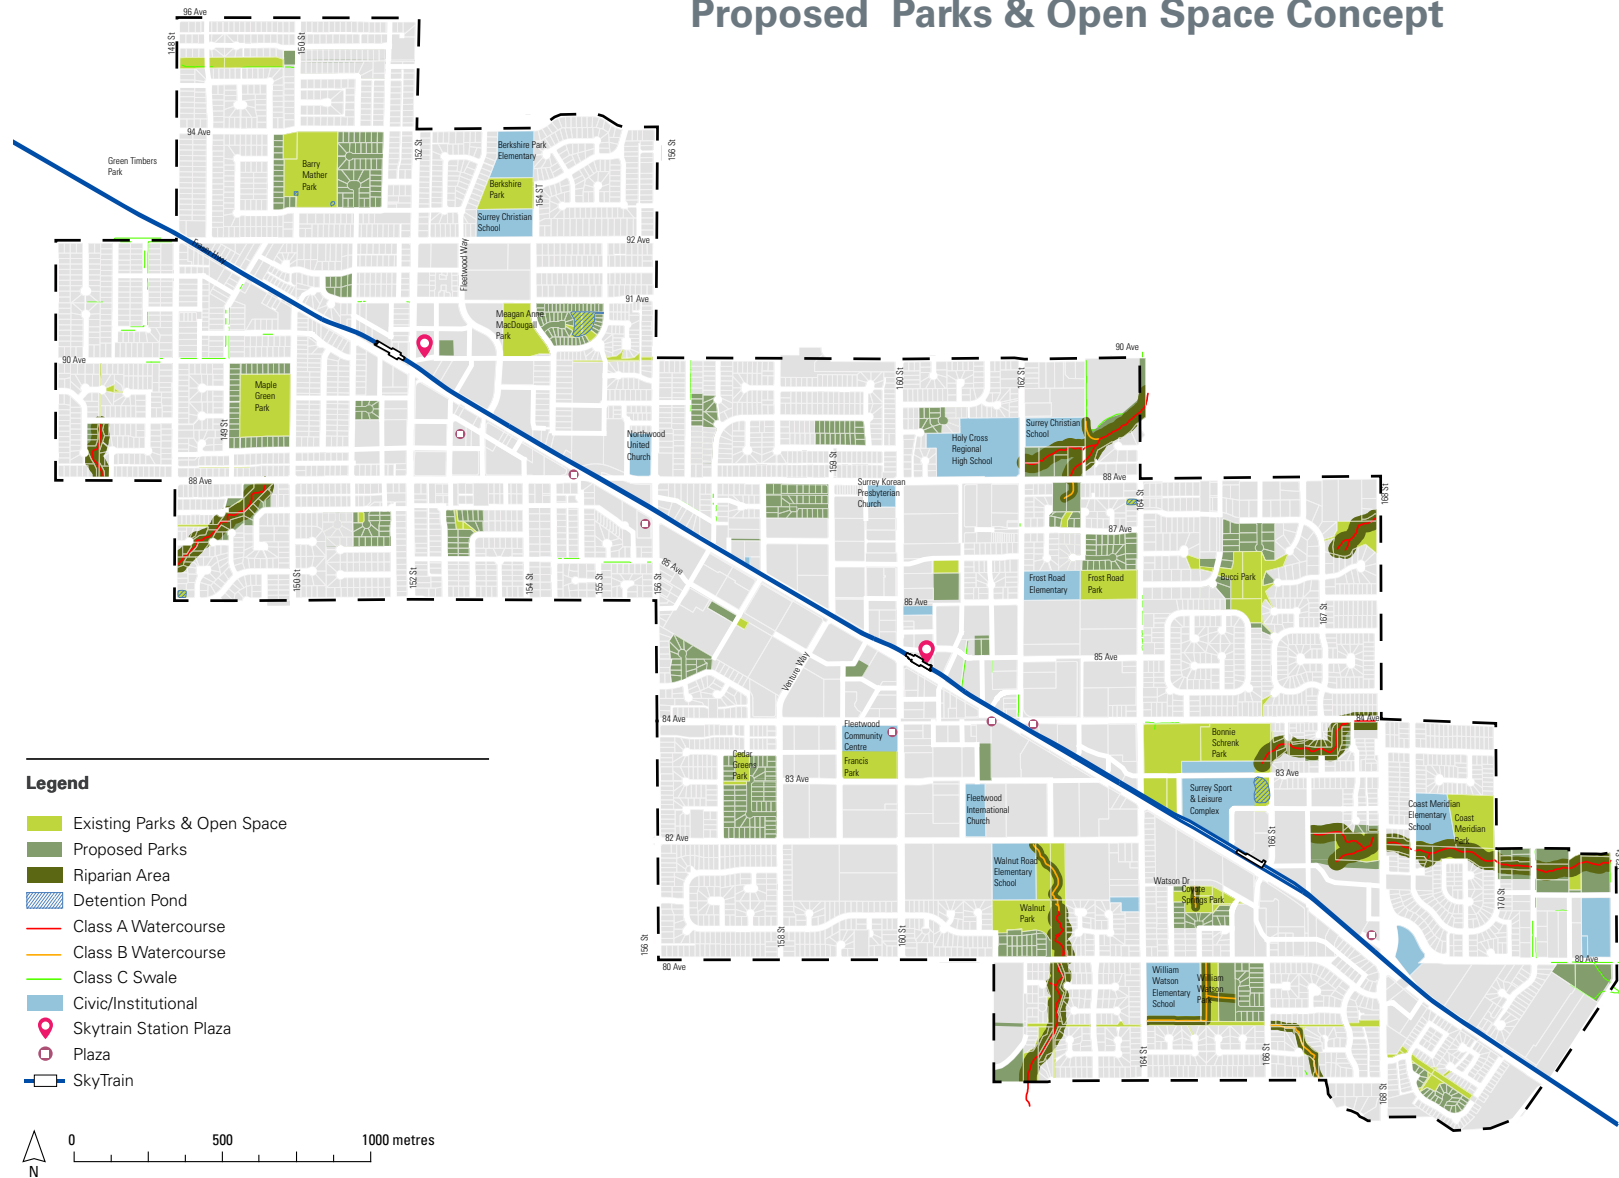 Proposed Parks & Open Space Concept
96 Ave
148 St
150 St
94 Ave
152 St
156 St
Green Timbers
Park
Barry
Mather
Park
Berkshire Park
Elementary
Berkshire
Park
154 ST
Surrey Christian
School
92 Ave
Fraser Hwy
Fleetwood Way
91 Ave
Meagan Anne
MacDougall
Park
90 Ave
90 Ave
Maple
Green
Park
149 St
160 St
162 St
Northwood
United
Church
159 St
Holy Cross
Regional
High School
Surrey Christian
School
88 Ave
88 Ave
Surrey Korean
Presbyterian
Church
164 St
168 St
87 Ave
85 Ave
150 St
152 St
154 St
155 St
156 St
Frost Road
Elementary
Frost Road
Park
Bucci Park
86 Ave
167 St
85 Ave
Venture Way
84 Ave
84 Ave
Fleetwood
Community
Centre
Francis
Park
Bonnie
Schrenk
Park
Cedar
Greens
Park
83 Ave
83 Ave
Surrey Sport
& Leisure
Complex
Fleetwood
International
Church
Coast Meridian
Elementary
School
Coast
Meridian
Park
166 St
82 Ave
Walnut Road
Elementary
School
Watson Dr
Coyote
Springs Park
172 St
170 St
Walnut
Park
156 St
158 St
160 St
80 Ave
80 Ave
William
Watson
Elementary
School
William
Watson
Park
164 St
166 St
168 St
Legend
Existing Parks & Open Space
Proposed Parks
Riparian Area
Detention Pond
Class A Watercourse
Class B Watercourse
Class C Swale
Civic/Institutional
Skytrain Station Plaza
Plaza
SkyTrain
0 500 1000 metres
N